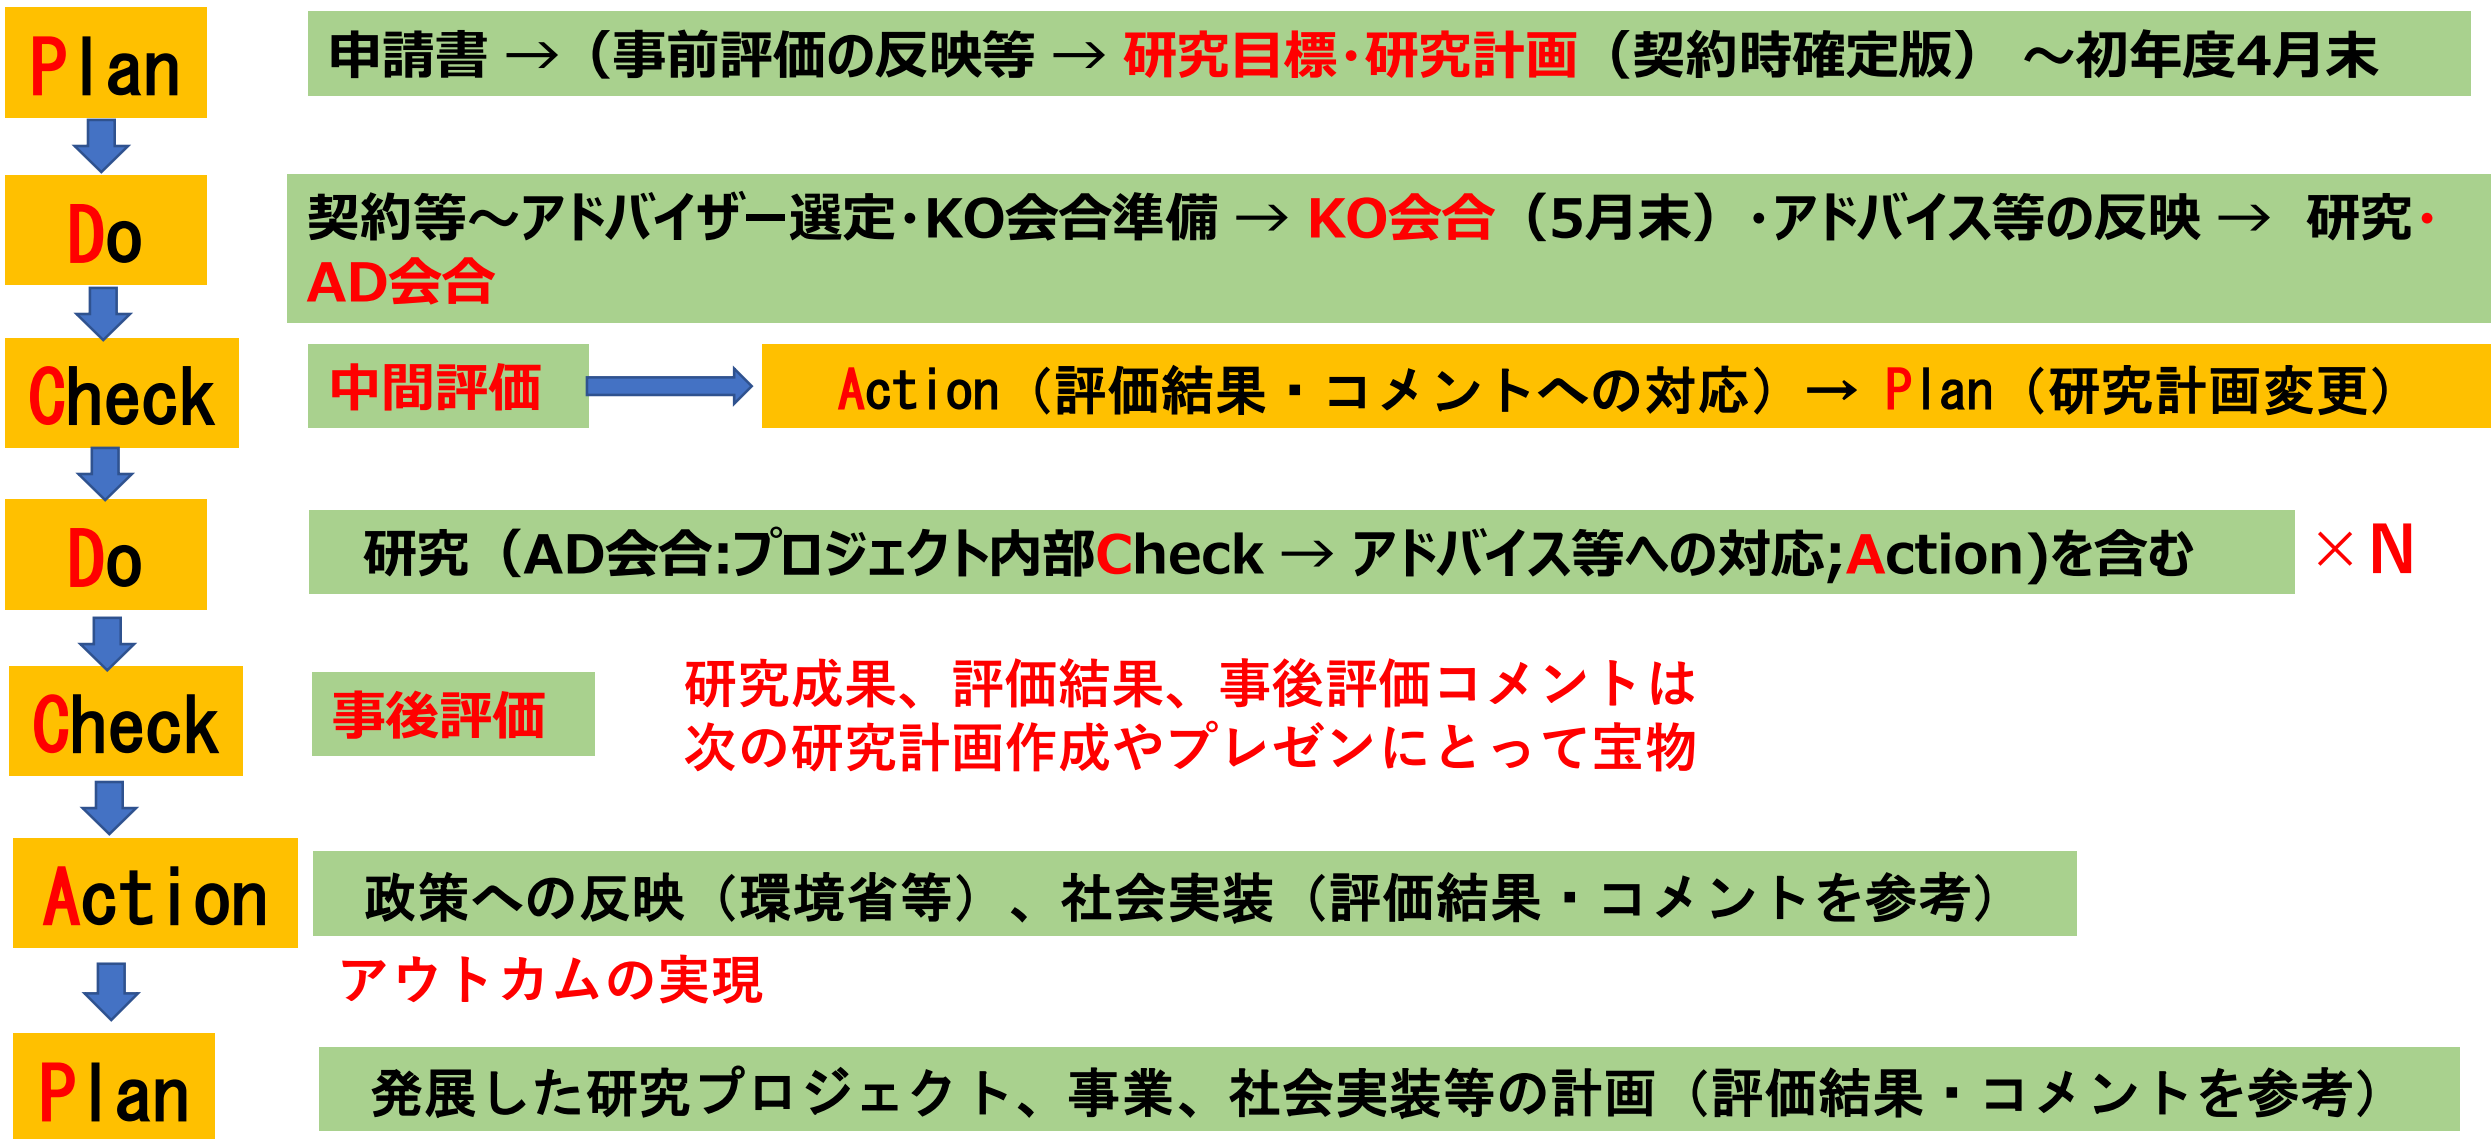 Plan
申請書 → （事前評価の反映等 → 研究目標・研究計画（契約時確定版） ～初年度4月末
Do
契約等～アドバイザー選定・KO会合準備 → KO会合（5月末）・アドバイス等の反映 → 研究・
AD会合
Check
中間評価
Action（評価結果・コメントへの対応）→ Plan（研究計画変更）
Do
研究（AD会合:プロジェクト内部Check → アドバイス等への対応;Action)を含む
×N
Check
事後評価
研究成果、評価結果、事後評価コメントは
次の研究計画作成やプレゼンにとって宝物
Action
政策への反映（環境省等）、社会実装（評価結果・コメントを参考）
アウトカムの実現
Plan
発展した研究プロジェクト、事業、社会実装等の計画（評価結果・コメントを参考）